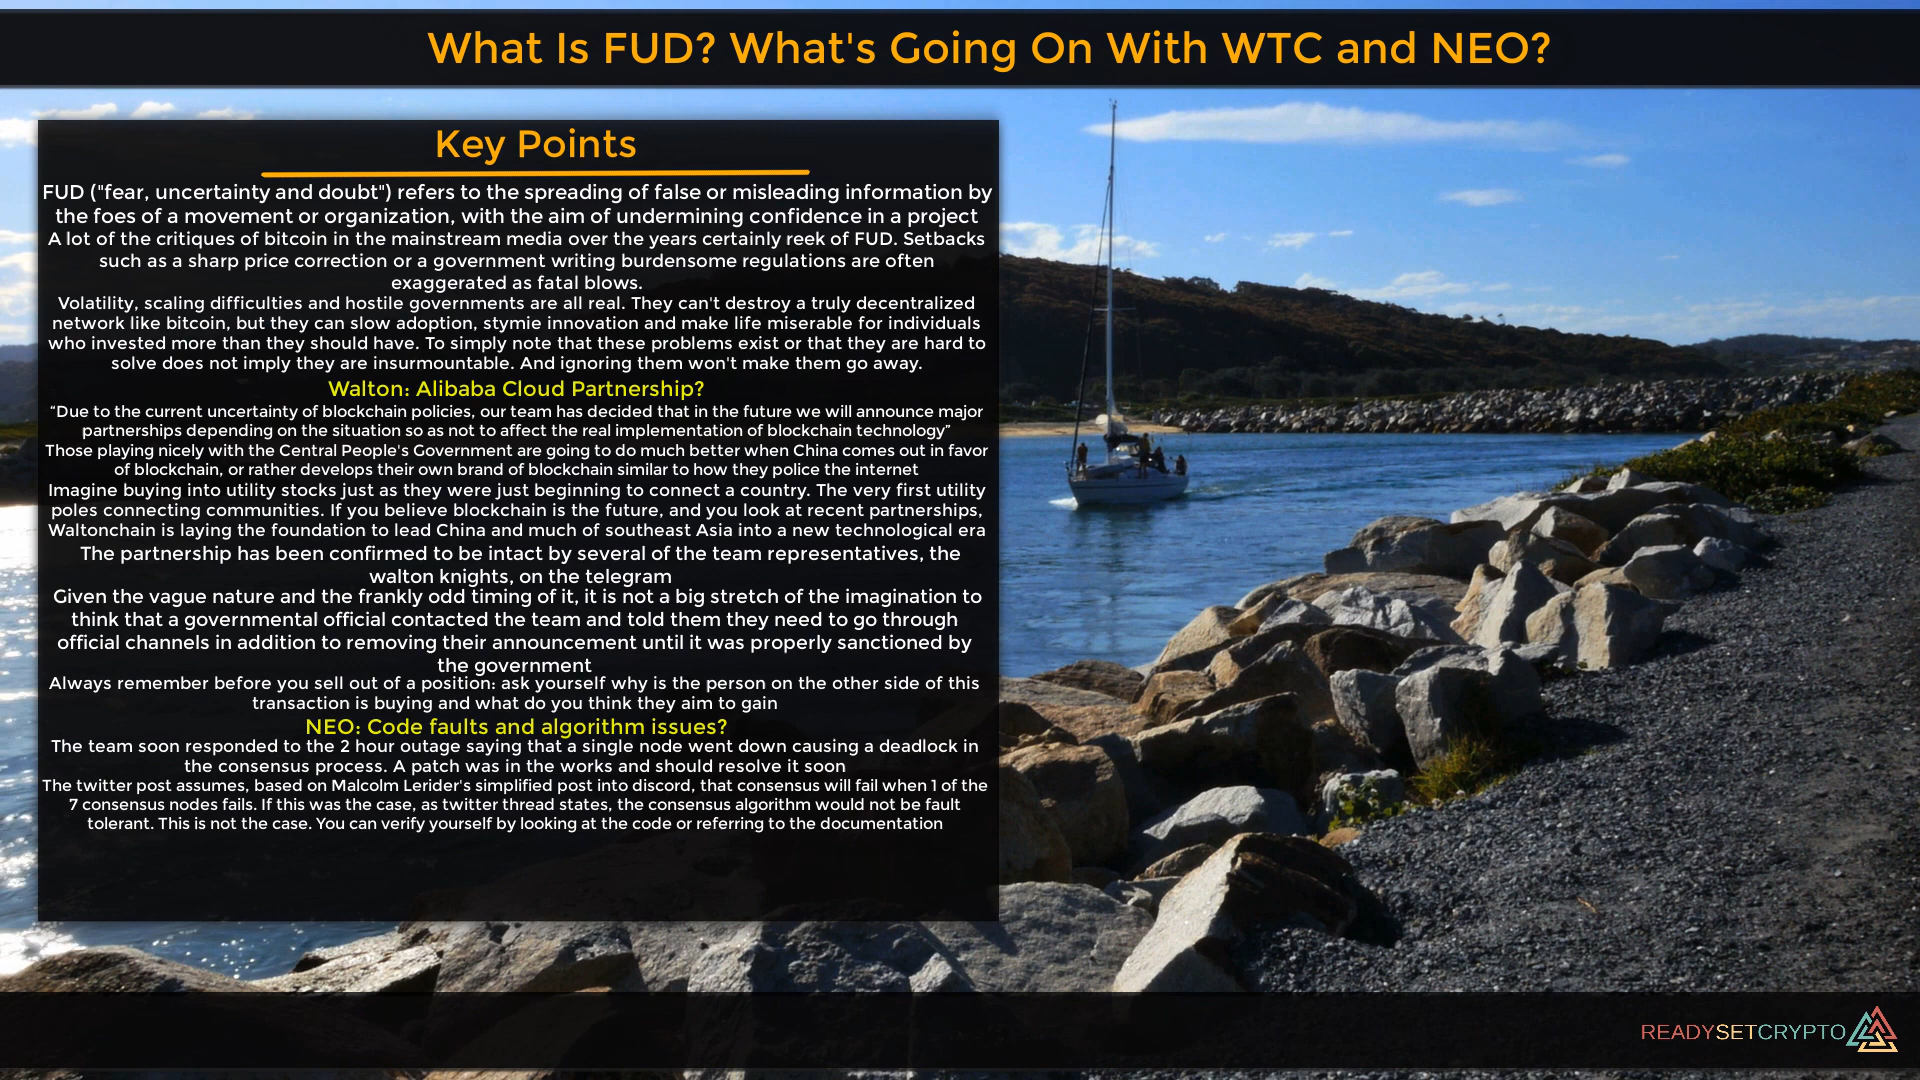 What Is FUD? What's Going On With WTC and NEO?
Key Points
FUD ("fear, uncertainty and doubt") refers to the spreading of false or misleading information by
the foes of a movement or organization, with the aim of undermining confidence in a project
A lot of the critiques of bitcoin in the mainstream media over the years certainly reek of FUD. Setbacks
such as a sharp price correction or a government writing burdensome regulations are often
exaggerated as fatal blows.
Volatility, scaling difficulties and hostile governments are all real. They can't destroy a truly decentralized
network like bitcoin, but they can slow adoption, stymie innovation and make life miserable for individuals
who invested more than they should have. To simply note that these problems exist or that they are hard to
solve does not imply they are insurmountable. And ignoring them won't make them go away.
Walton: Alibaba Cloud Partnership?
“Due to the current uncertainty of blockchain policies, our team has decided that in the future we will announce major
partnerships depending on the situation so as not to affect the real implementation of blockchain technology”
Those playing nicely with the Central People's Government are going to do much better when China comes out in favor
of blockchain, or rather develops their own brand of blockchain similar to how they police the internet
Imagine buying into utility stocks just as they were just beginning to connect a country. The very first utility
poles connecting communities. If you believe blockchain is the future, and you look at recent partnerships,
Waltonchain is laying the foundation to lead China and much of southeast Asia into a new technological era
The partnership has been confirmed to be intact by several of the team representatives, the
walton knights, on the telegram
Given the vague nature and the frankly odd timing of it, it is not a big stretch of the imagination to
think that a governmental official contacted the team and told them they need to go through
official channels in addition to removing their announcement until it was properly sanctioned by
the government
Always remember before you sell out of a position: ask yourself why is the person on the other side of this
transaction is buying and what do you think they aim to gain
NEO: Code faults and algorithm issues?
The team soon responded to the 2 hour outage saying that a single node went down causing a deadlock in
the consensus process. A patch was in the works and should resolve it soon
The twitter post assumes, based on Malcolm Lerider's simplified post into discord, that consensus will fail when 1 of the
7 consensus nodes fails. If this was the case, as twitter thread states, the consensus algorithm would not be fault
tolerant. This is not the case. You can verify yourself by looking at the code or referring to the documentation
READYSETCRYPTO